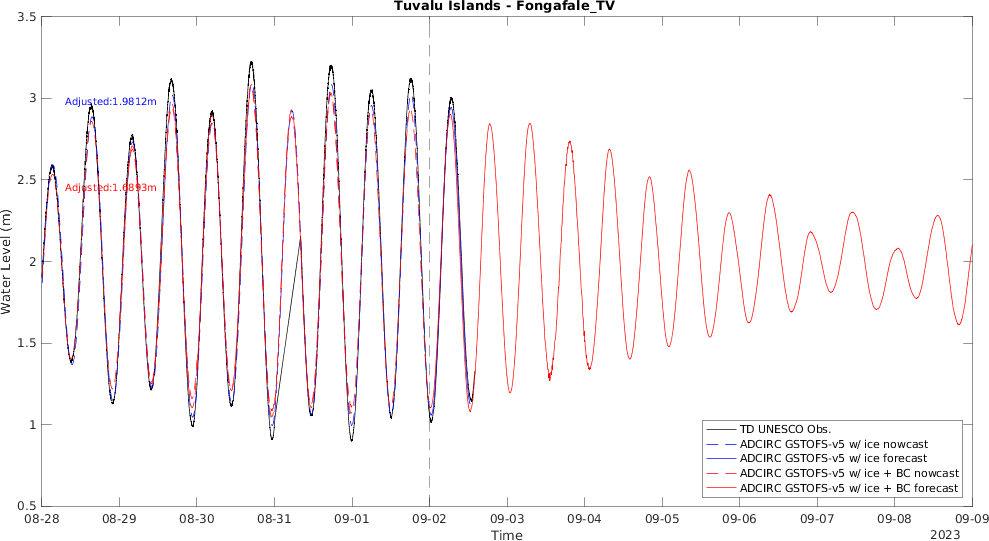 Tuvalu Islands - Fongafale_TV
3.5
3
2.5
2
1.5
1
0.5
Water Level (m)
Adjusted:1.9812m
Adjusted:1.6893m
TD UNESCO Obs.
ADCIRC GSTOFS-v5 w/ ice nowcast
ADCIRC GSTOFS-v5 w/ ice forecast
ADCIRC GSTOFS-v5 w/ ice + BC nowcast
ADCIRC GSTOFS-v5 w/ ice + BC forecast
08-28 08-29 08-30 08-31 09-01 09-02 09-03 09-04 09-05 09-06 09-07 09-08 09-09
Time
2023